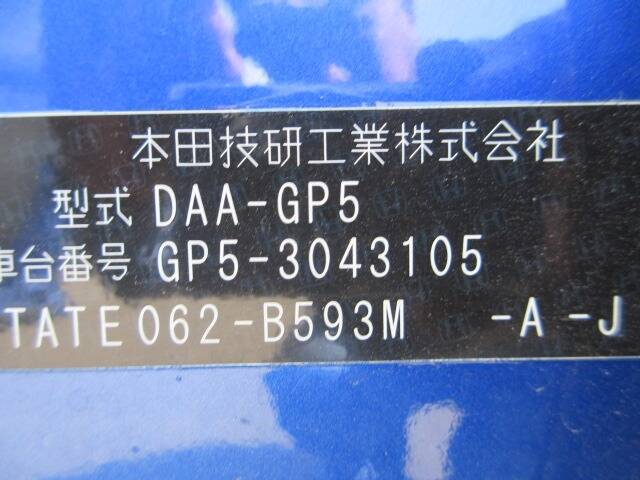 本田技研工業株式会社
型式 DAA-GP5
車台番号 GP5-3043105
TATE062-B593M -A -J